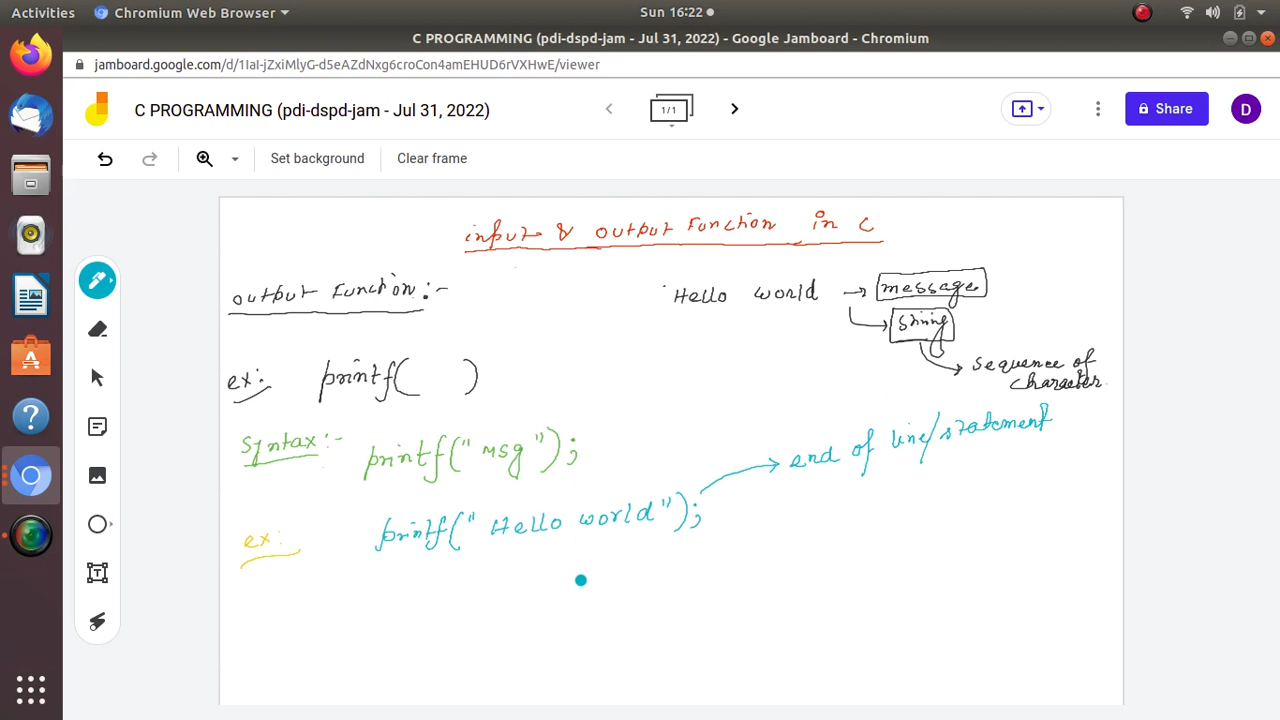 Activities
Chromium Web Browser
Sun 16:22
C PROGRAMMING (pdi-dspd-jam - Jul 31, 2022) - Google Jamboard - Chromium
jamboard.google.com/d/1IaI-jZxiMlyG-d5eAZdNxg6croCon4amEHUD6rVXHwE/viewer
C PROGRAMMING (pdi-dspd-jam - Jul 31, 2022)
1/1
Share
D
Set background
Clear frame
input & output Function in C
output Function :-
Hello world → message
string
sequence of
character
ex: printf( )
syntax :- printf("Msg");
end of line/statement
ex: printf("Hello world");